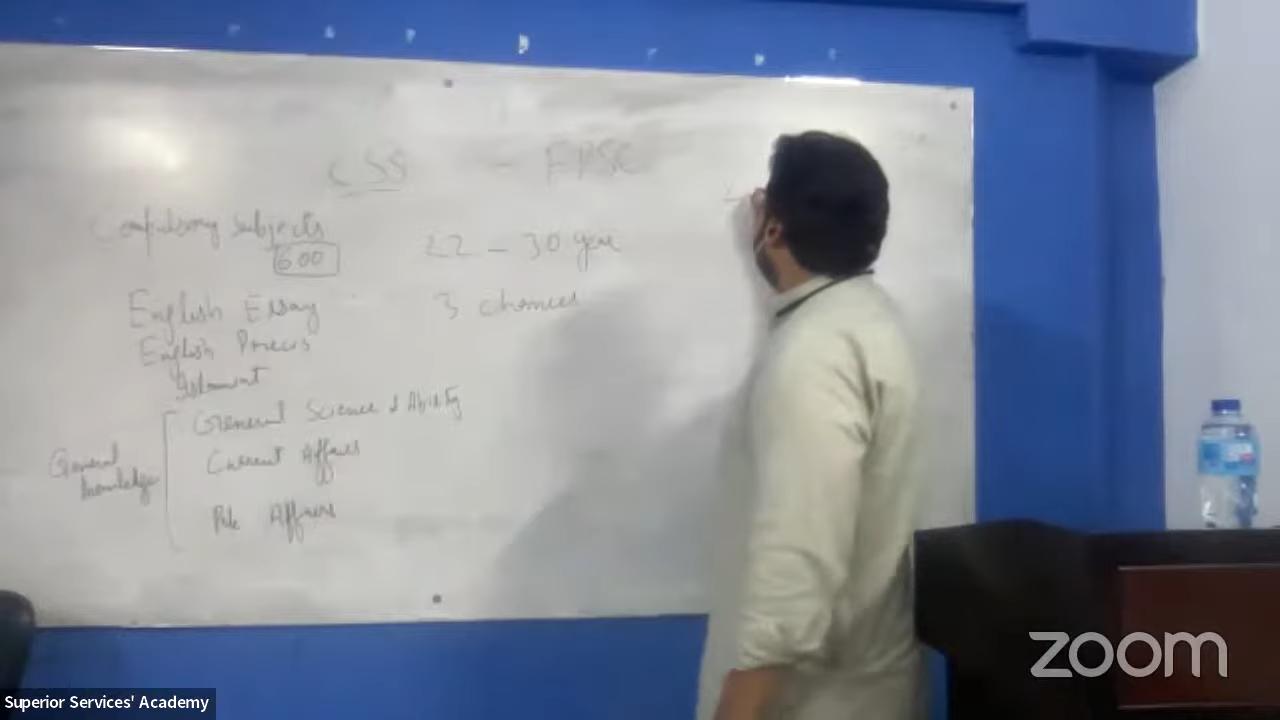 CSS - FPSC
Compulsory Subjects
600
22 - 30 year
English Essay
3 chances
English Precis
Islamiat
General Knowledge
General Science & Ability
Current Affairs
Pak Affairs
zoom
Superior Services' Academy